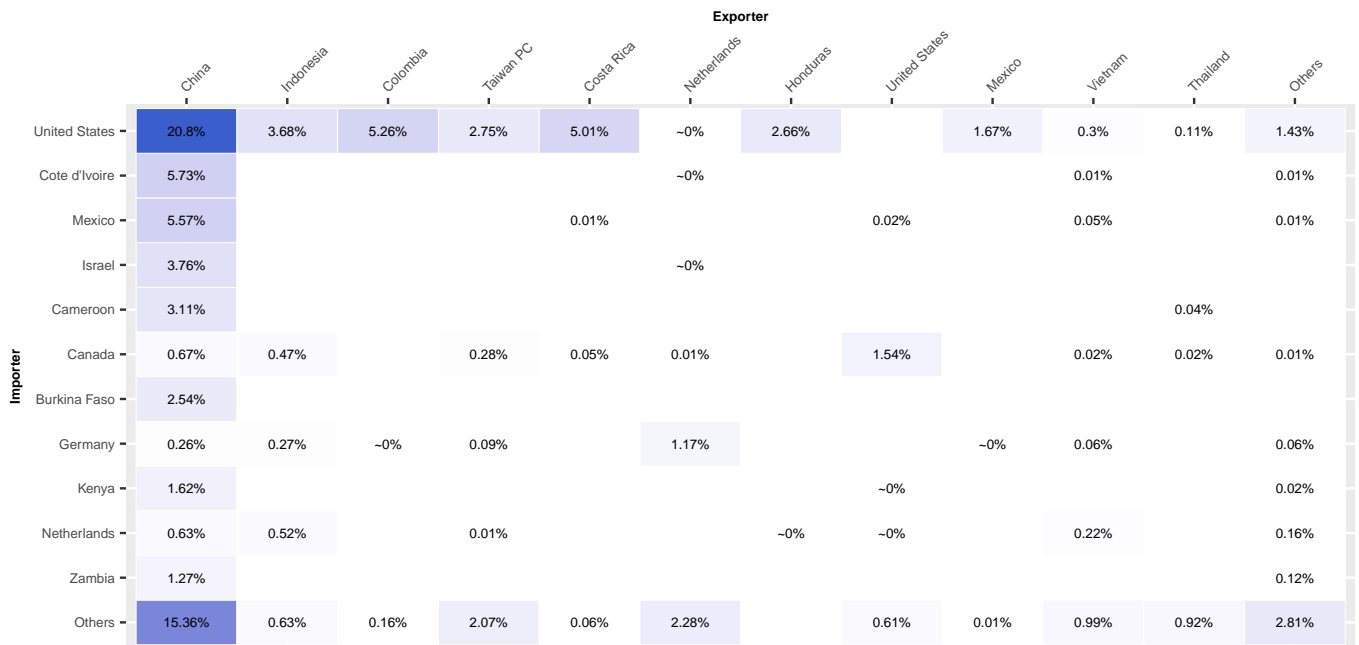 Exporter
China Indonesia Colombia Taiwan PC Costa Rica Netherlands Honduras United States Mexico Vietnam Thailand Others
United States 20.8% 3.68% 5.26% 2.75% 5.01% ~0% 2.66% 1.67% 0.3% 0.11% 1.43%
Cote d'Ivoire 5.73% ~0% 0.01% 0.01%
Mexico 5.57% 0.01% 0.02% 0.05% 0.01%
Israel 3.76% ~0%
Cameroon 3.11% 0.04%
Canada 0.67% 0.47% 0.28% 0.05% 0.01% 1.54% 0.02% 0.02% 0.01%
Importer
Burkina Faso 2.54%
Germany 0.26% 0.27% ~0% 0.09% 1.17% ~0% 0.06% 0.06%
Kenya 1.62% ~0% 0.02%
Netherlands 0.63% 0.52% 0.01% ~0% ~0% 0.22% 0.16%
Zambia 1.27% 0.12%
Others 15.36% 0.63% 0.16% 2.07% 0.06% 2.28% 0.61% 0.01% 0.99% 0.92% 2.81%